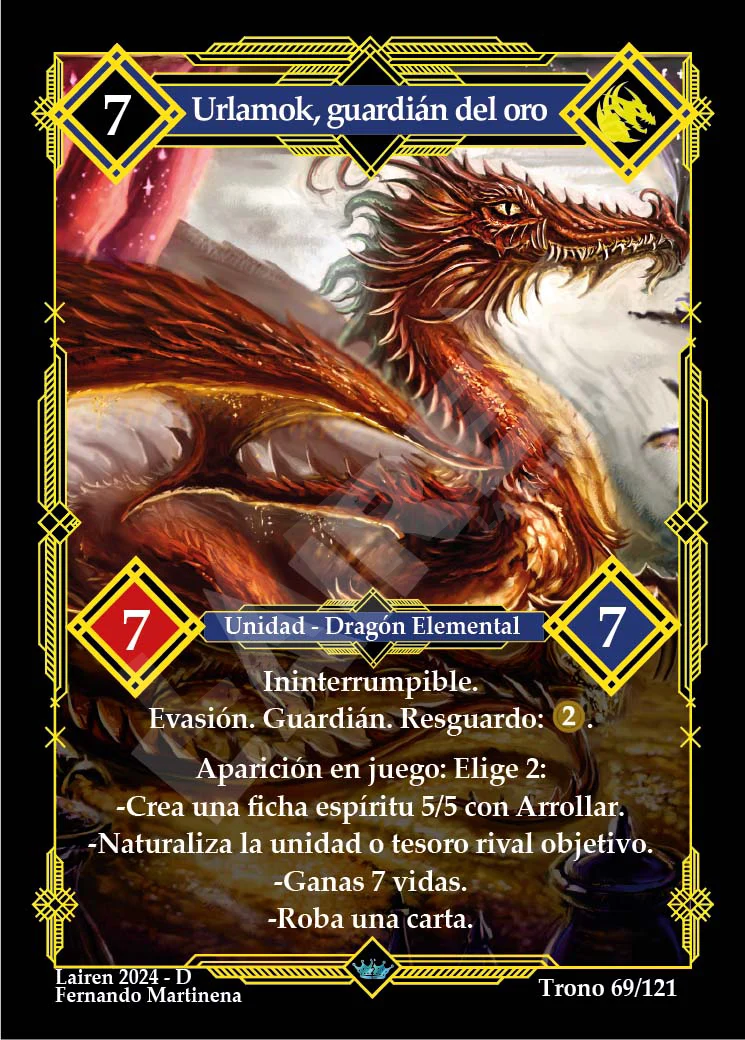 7
Urlamok, guardián del oro
7
Unidad - Dragón Elemental
7
Ininterrumpible.
Evasión. Guardián. Resguardo: 2.
Aparición en juego: Elige 2:
-Crea una ficha espíritu 5/5 con Arrollar.
-Naturaliza la unidad o tesoro rival objetivo.
-Ganas 7 vidas.
-Roba una carta.
Lairen 2024 - D
Fernando Martinena
Trono 69/121